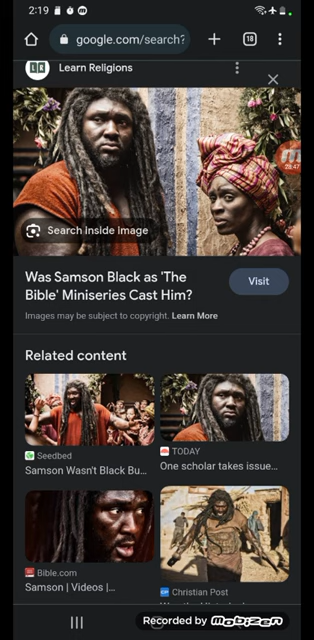 2:19
google.com/search?
18
Learn Religions
28:47
Search inside image
Was Samson Black as 'The
Bible' Miniseries Cast Him?
Visit
Images may be subject to copyright. Learn More
Related content
Seedbed
Samson Wasn't Black Bu...
TODAY
One scholar takes issue...
Bible.com
Samson | Videos |...
Christian Post
Recorded by mobizen